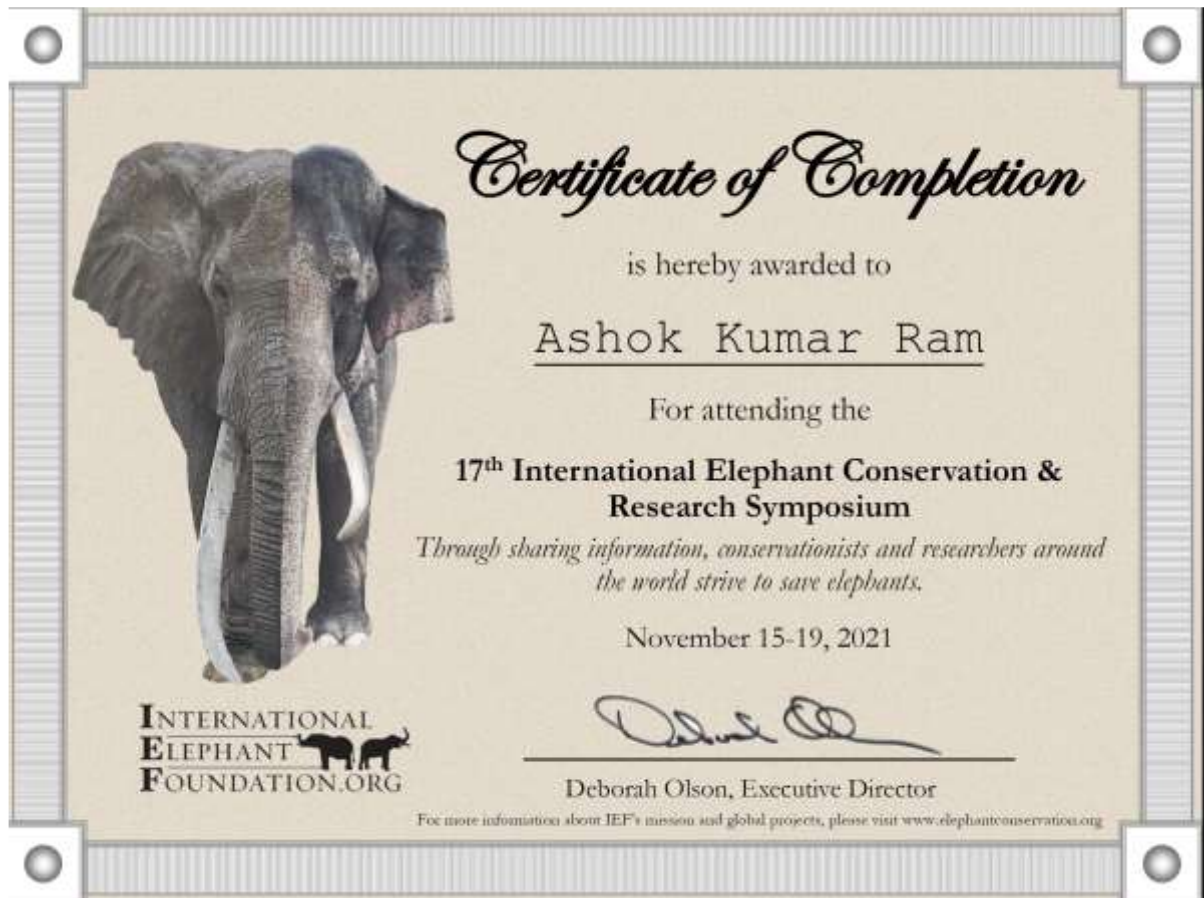 Certificate of Completion
is hereby awarded to
Ashok Kumar Ram
For attending the
17th International Elephant Conservation &
Research Symposium
Through sharing information, conservationists and researchers around
the world strive to save elephants.
November 15-19, 2021
INTERNATIONAL
ELEPHANT
FOUNDATION.ORG
Deborah Olson, Executive Director
For more information about IEF's mission and global projects, please visit www.elephantconservation.org